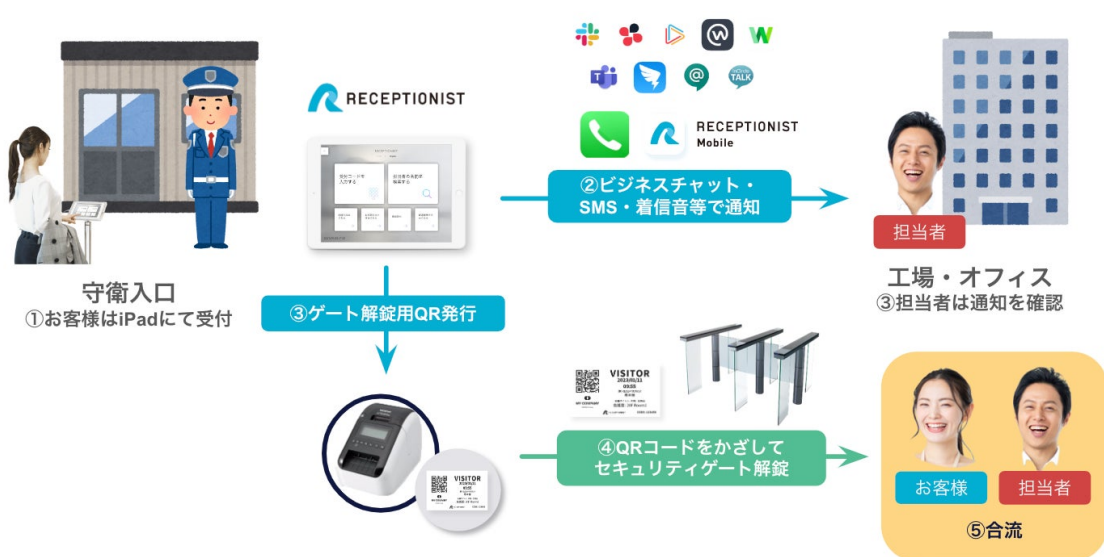 RECEPTIONIST
TALK
RECEPTIONIST
Mobile
②ビジネスチャット・
SMS・着信音等で通知
担当者
守衛入口
①お客様はiPadにて受付
工場・オフィス
③担当者は通知を確認
③ゲート解錠用QR発行
VISITOR
09:55
④QRコードをかざして
セキュリティゲート解錠
VISITOR
09:55
お客様
担当者
⑤合流